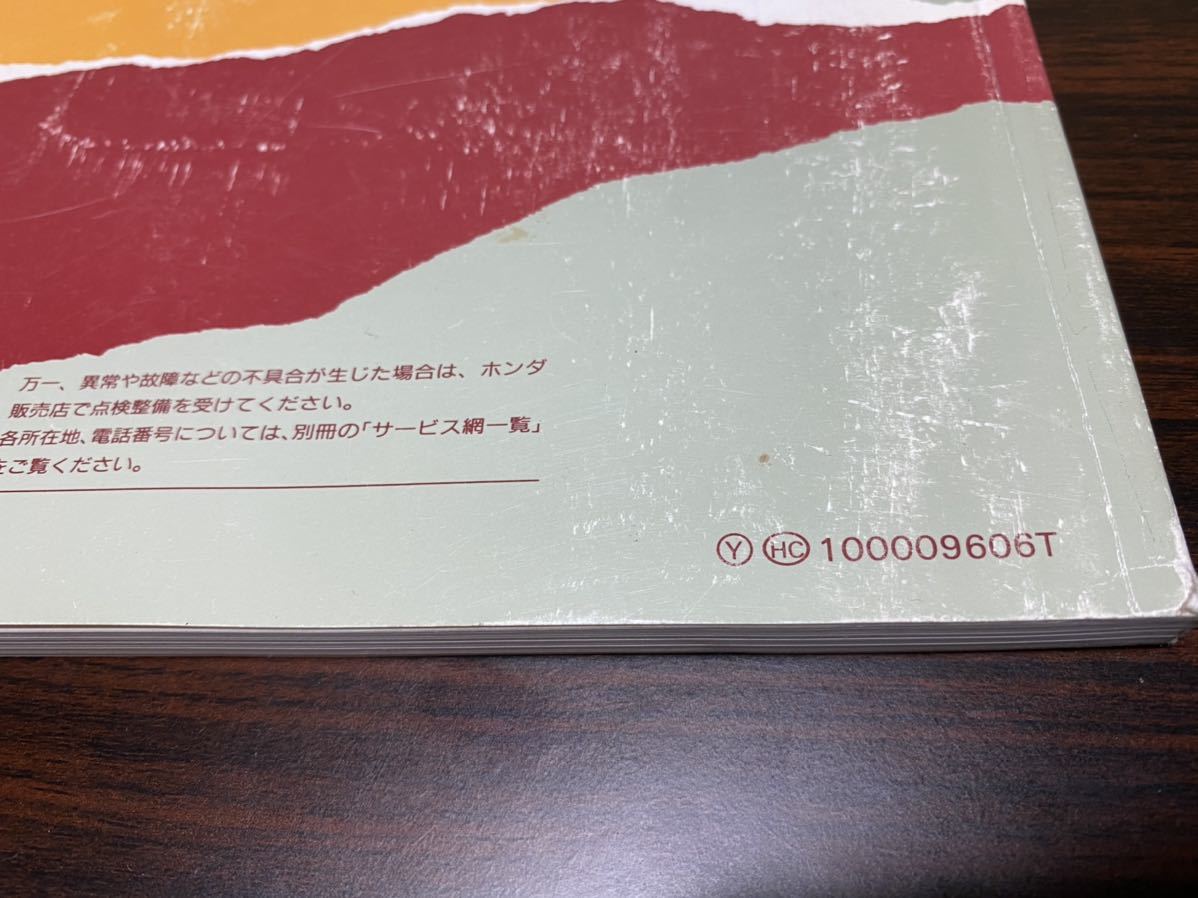 万一、異常や故障などの不具合が生じた場合は、ホンダ
販売店で点検整備を受けてください。
各所在地、電話番号については、別冊の「サービス網一覧」
をご覧ください。
Ⓨ HC 100009606T